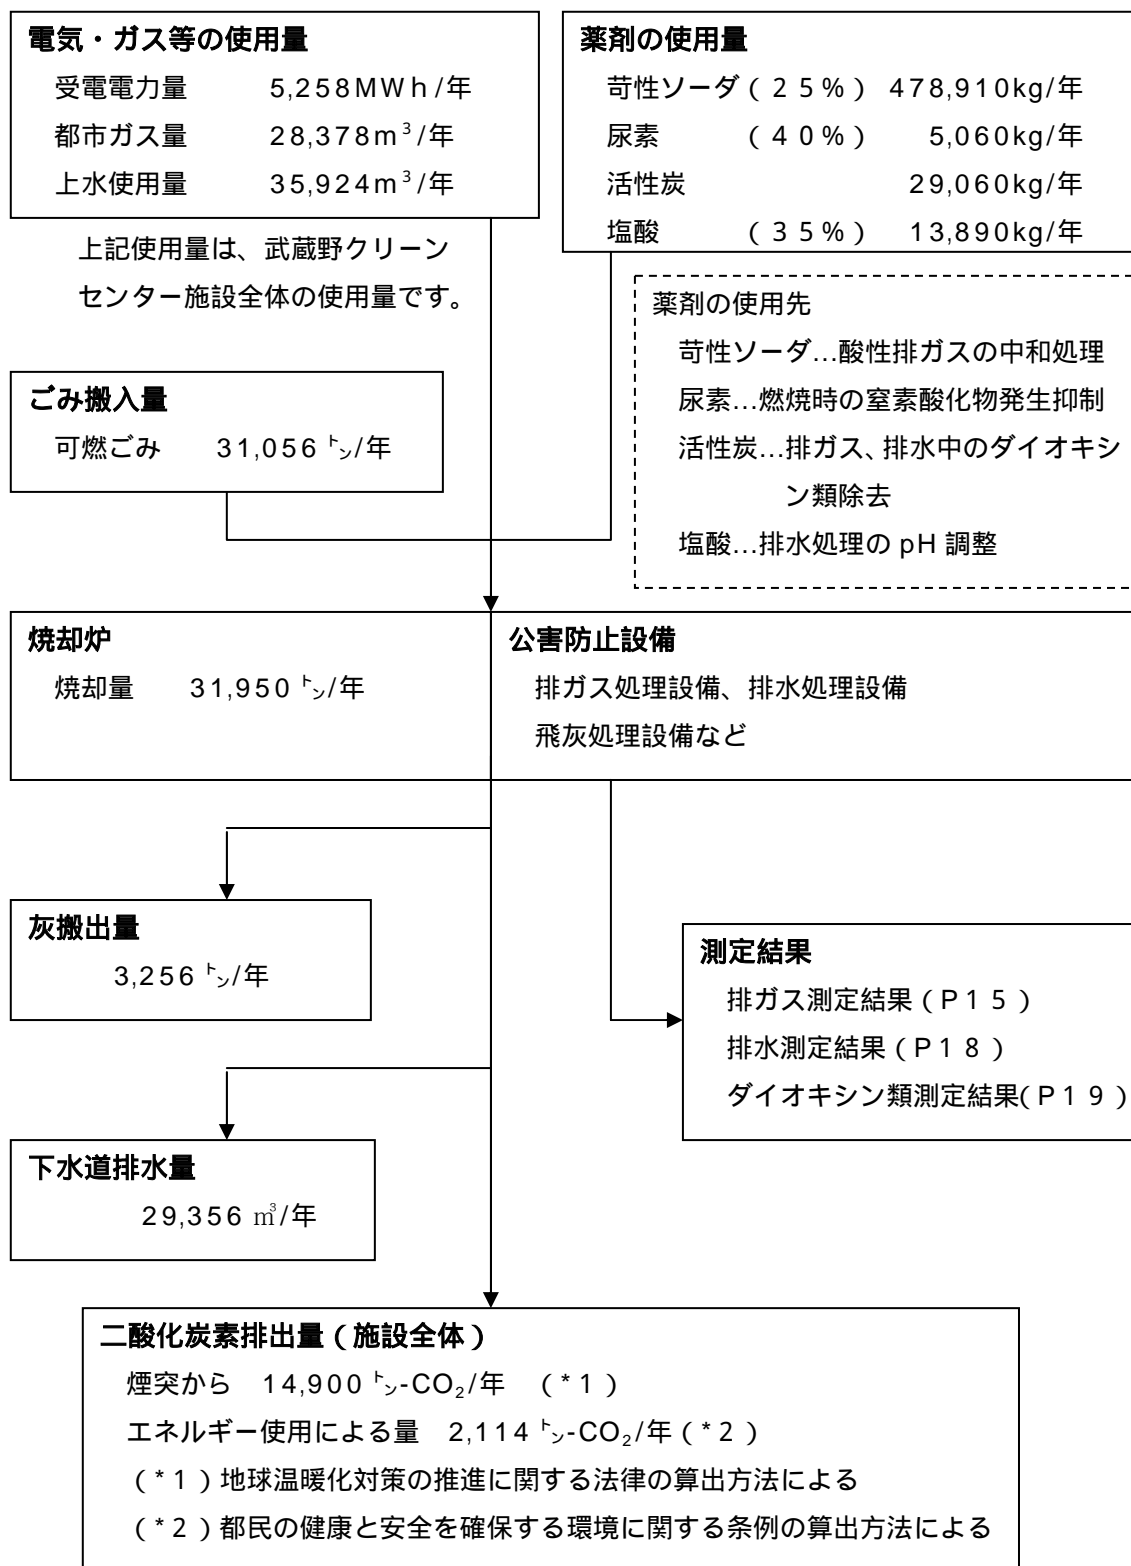 電気・ガス等の使用量
受電電力量 5,258MWh/年
都市ガス量 28,378m³/年
上水使用量 35,924m³/年
薬剤の使用量
苛性ソーダ(25%) 478,910kg/年
尿素 (40%) 5,060kg/年
活性炭 29,060kg/年
塩酸 (35%) 13,890kg/年
上記使用量は、武蔵野クリーン
センター施設全体の使用量です。
薬剤の使用先
苛性ソーダ…酸性排ガスの中和処理
尿素…燃焼時の窒素酸化物発生抑制
活性炭…排ガス、排水中のダイオキシ
ン類除去
塩酸…排水処理の pH 調整
ごみ搬入量
可燃ごみ 31,056 ㌧/年
焼却炉
焼却量 31,950 ㌧/年
公害防止設備
排ガス処理設備、排水処理設備
飛灰処理設備など
灰搬出量
3,256 ㌧/年
測定結果
排ガス測定結果(P15)
排水測定結果(P18)
ダイオキシン類測定結果(P19)
下水道排水量
29,356 ㎥/年
二酸化炭素排出量(施設全体)
煙突から 14,900 ㌧-CO₂/年 (*1)
エネルギー使用による量 2,114 ㌧-CO₂/年(*2)
(*1)地球温暖化対策の推進に関する法律の算出方法による
(*2)都民の健康と安全を確保する環境に関する条例の算出方法による